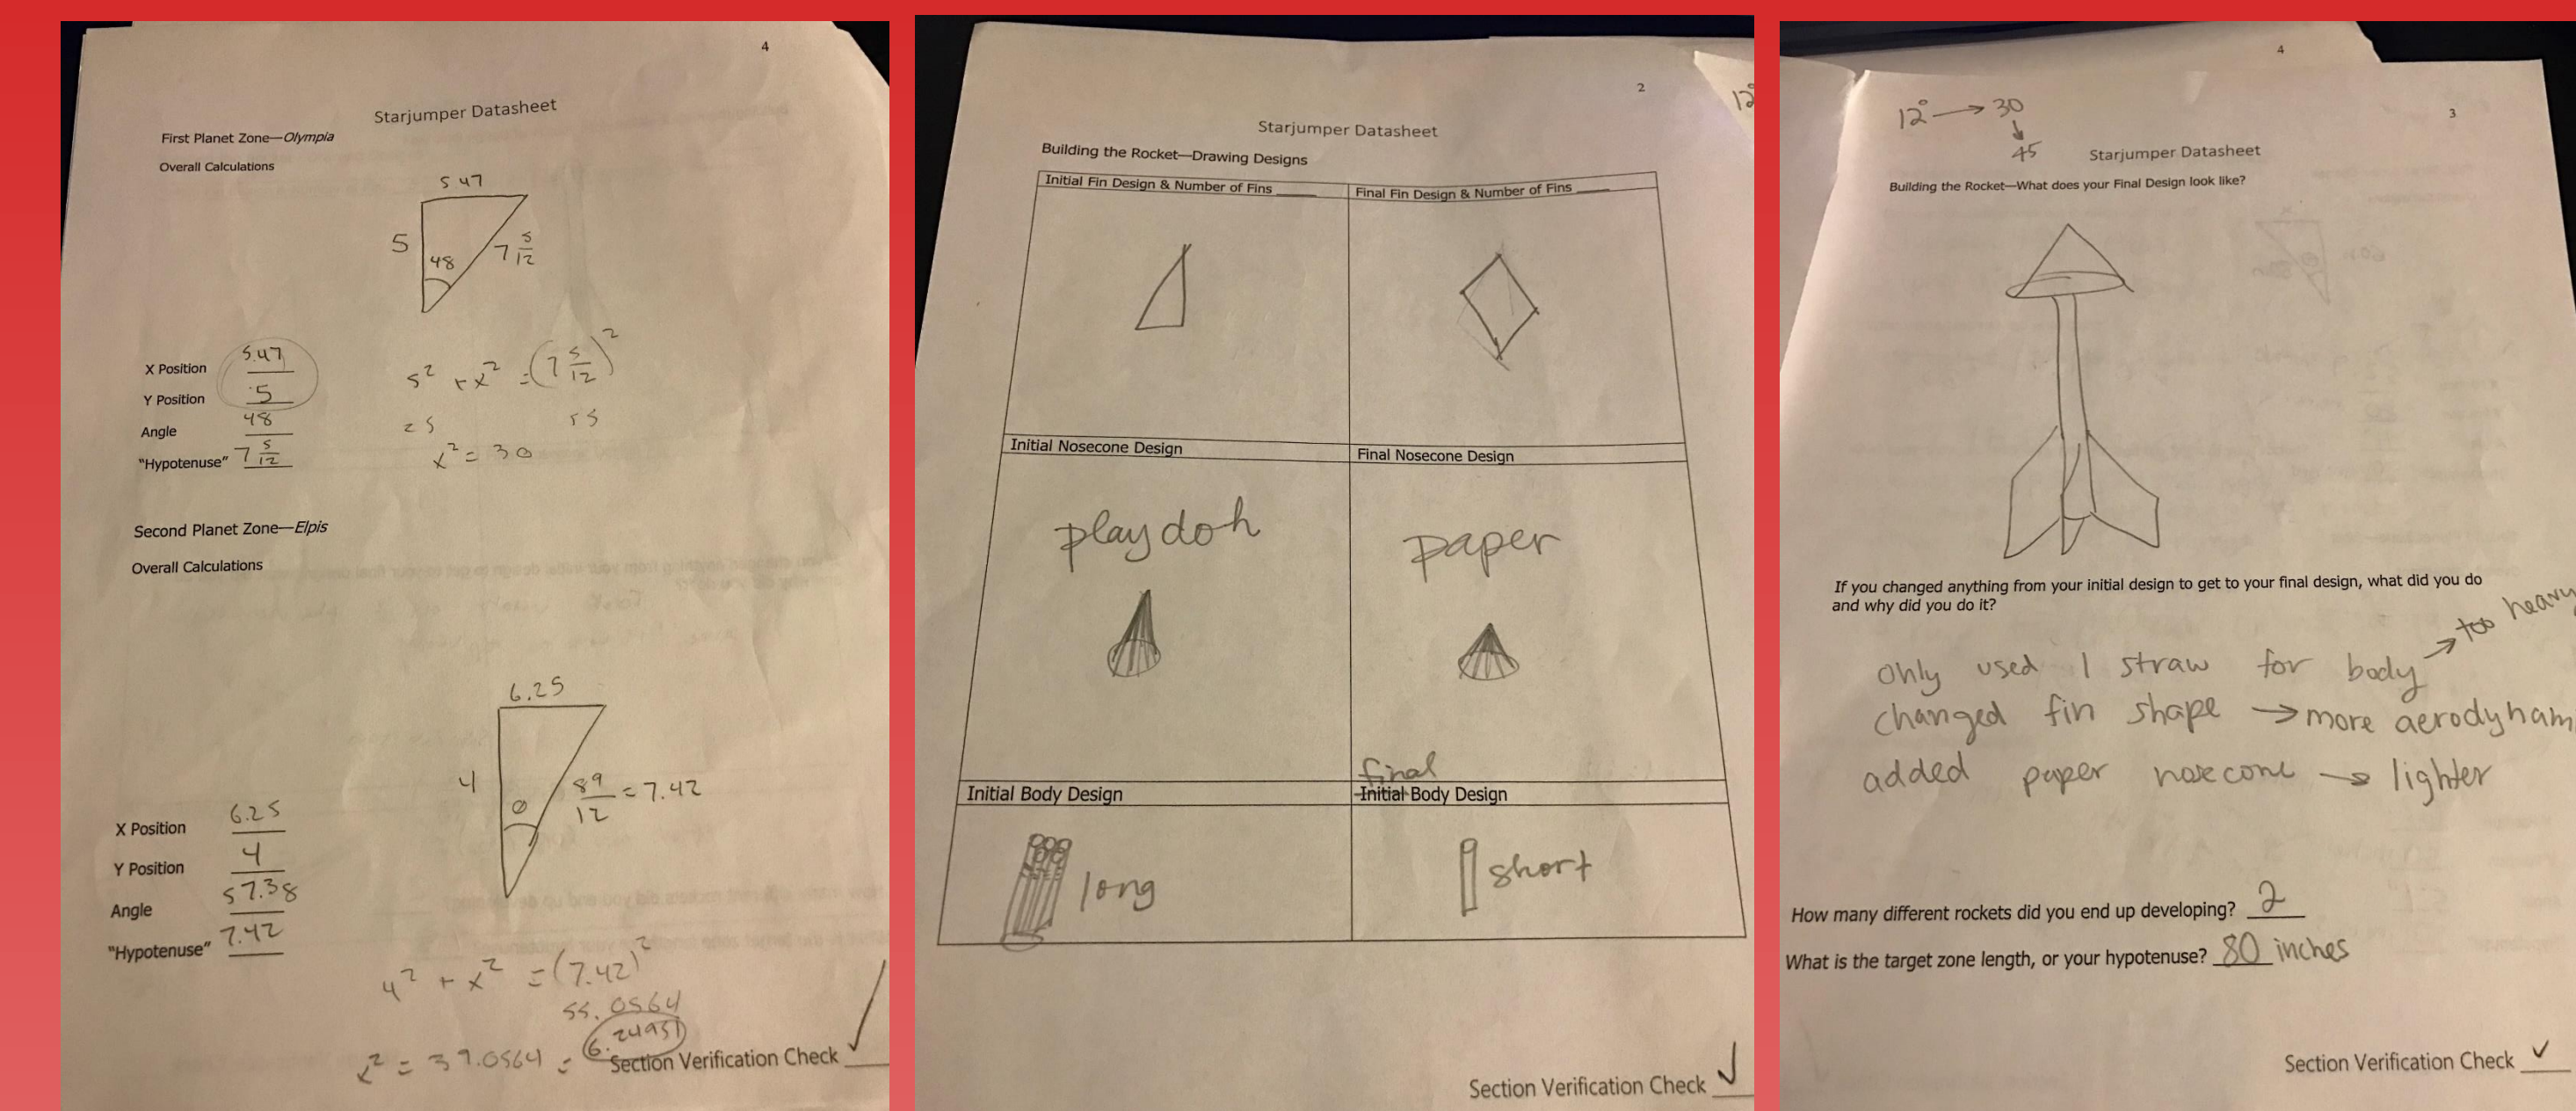 4
Starjumper Datasheet
First Planet Zone—Olympia
Overall Calculations
5 47
5
48
7 5/12
X Position 5.47
Y Position 5
Angle 48
"Hypotenuse" 7 5/12
5² + x² = (7 5/12)²
25 55
x² = 30
Second Planet Zone—Elpis
Overall Calculations
6.25
4
θ
89/12 = 7.42
X Position 6.25
Y Position 4
Angle 57.38
"Hypotenuse" 7.42
4² + x² = (7.42)²
55.0564
x² = 39.0564 = 6.24951
Section Verification Check ✓
2
12°
Starjumper Datasheet
Building the Rocket—Drawing Designs
Initial Fin Design & Number of Fins ____
Final Fin Design & Number of Fins ____
Initial Nosecone Design
Final Nosecone Design
playdoh
paper
final
Initial Body Design
Initial Body Design
long
short
Section Verification Check ✓
4
12° → 30
↓
45
3
Starjumper Datasheet
Building the Rocket—What does your Final Design look like?
If you changed anything from your initial design to get to your final design, what did you do
and why did you do it?
Only used 1 straw for body → too heavy
changed fin shape → more aerodynam
added paper nosecone → lighter
How many different rockets did you end up developing? 2
What is the target zone length, or your hypotenuse? 80 inches
Section Verification Check ✓